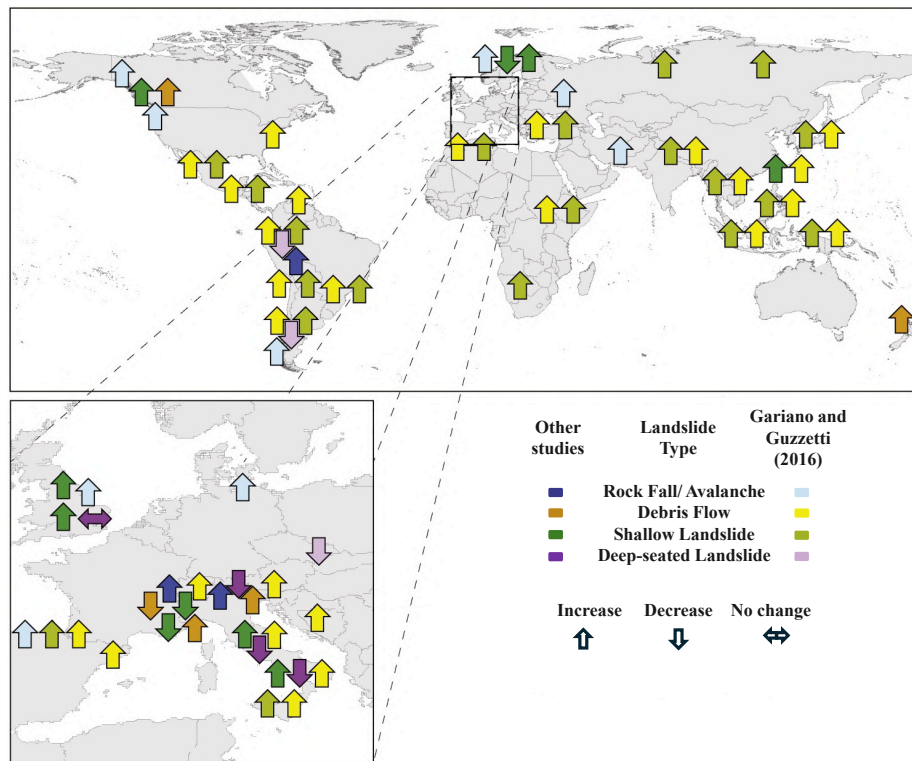 Other studies
Landslide Type
Gariano and Guzzetti (2016)
Rock Fall/ Avalanche
Debris Flow
Shallow Landslide
Deep-seated Landslide
Increase
Decrease
No change